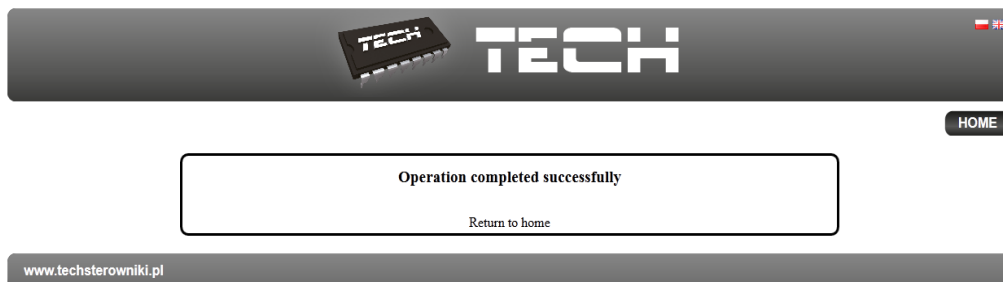 TECH
TECH
HOME
Operation completed successfully
Return to home
www.techsterowniki.pl